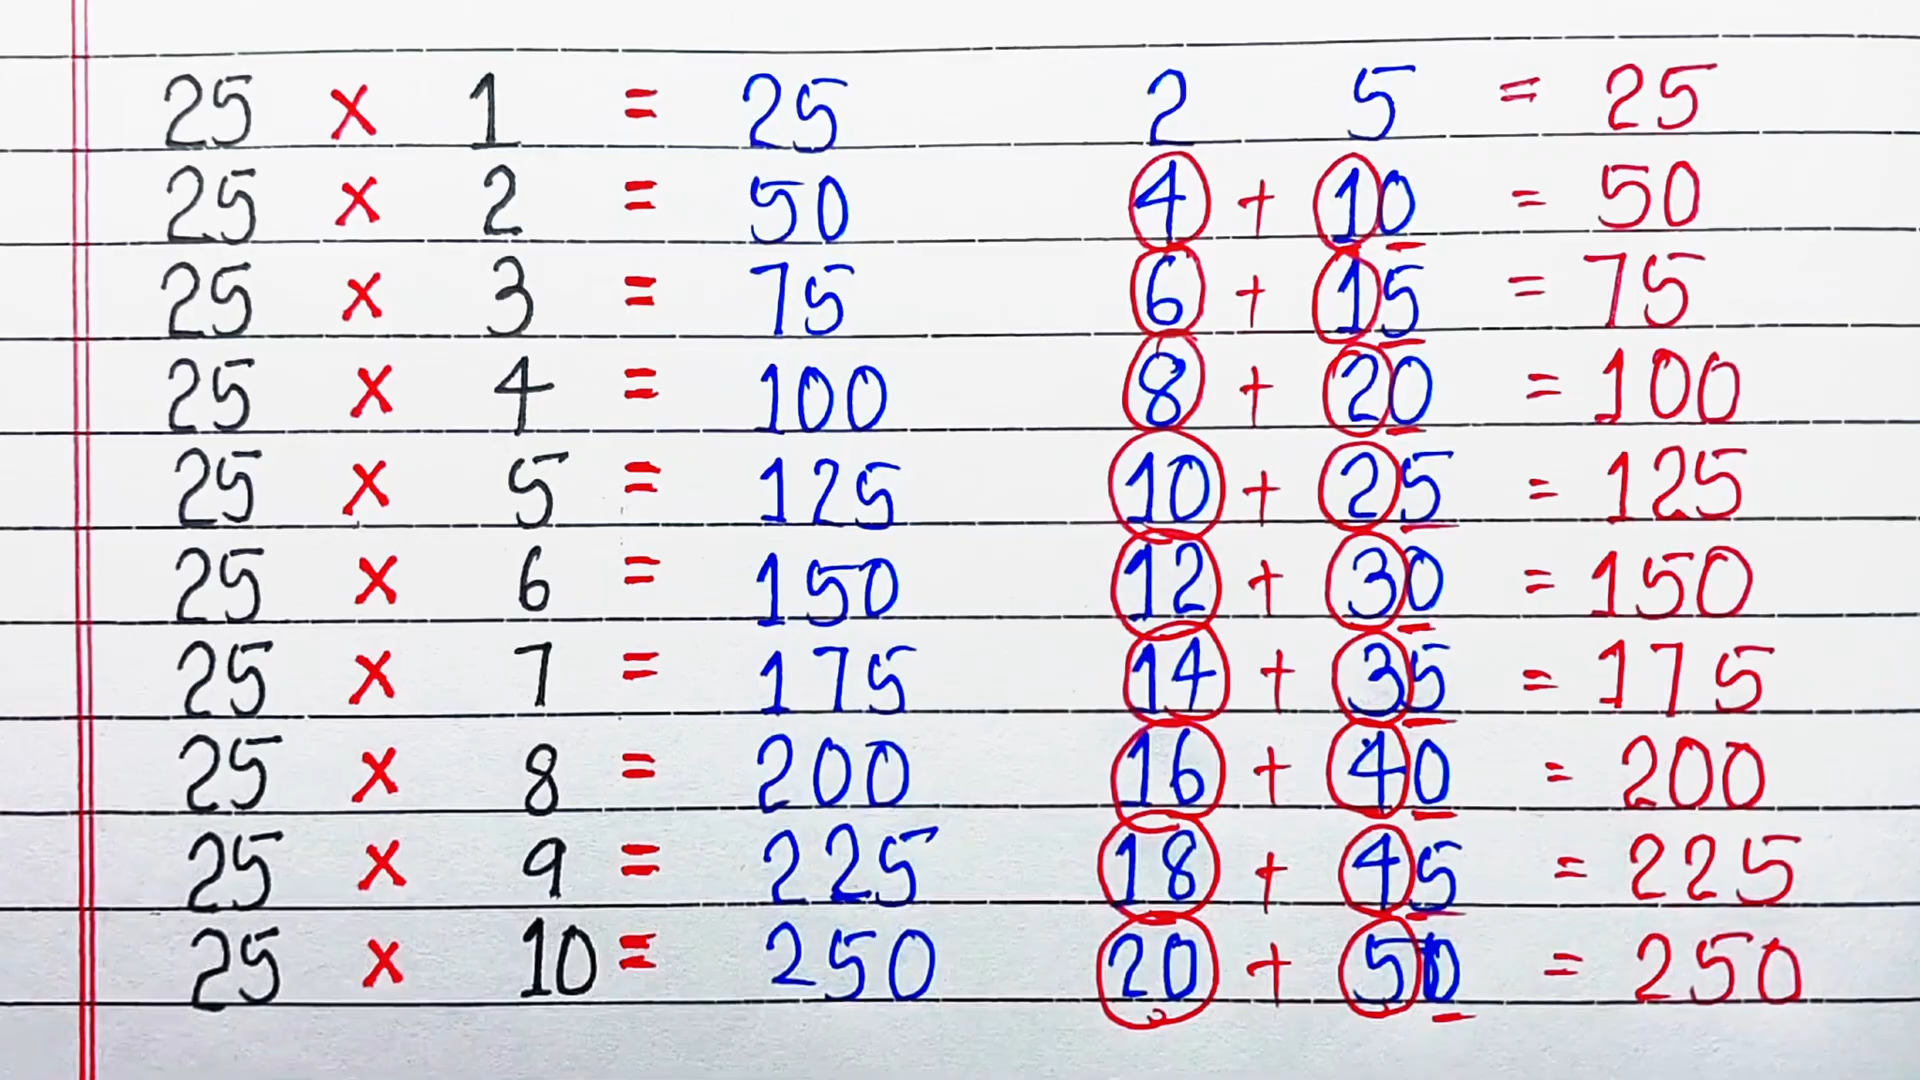 25 × 1 = 25 2 5 = 25
25 × 2 = 50 4 + 10 = 50
25 × 3 = 75 6 + 15 = 75
25 × 4 = 100 8 + 20 = 100
25 × 5 = 125 10 + 25 = 125
25 × 6 = 150 12 + 30 = 150
25 × 7 = 175 14 + 35 = 175
25 × 8 = 200 16 + 40 = 200
25 × 9 = 225 18 + 45 = 225
25 × 10 = 250 20 + 50 = 250